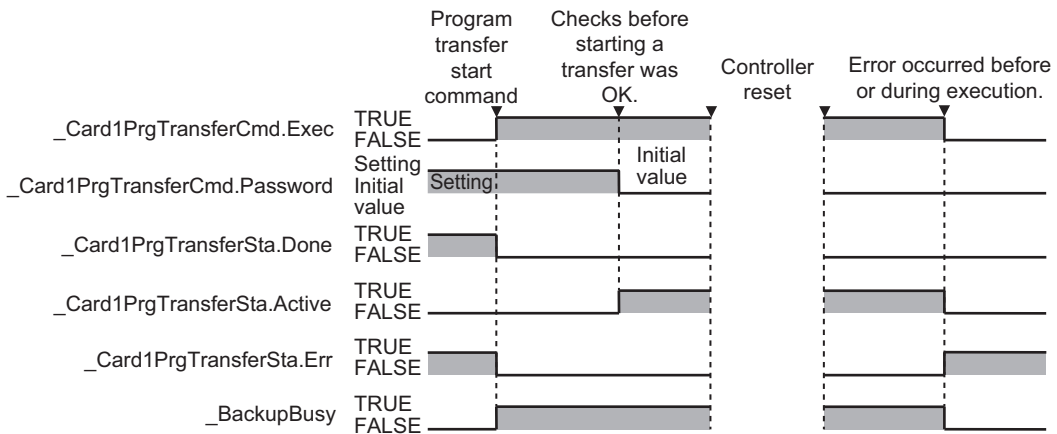 Program
transfer
start
command
Checks before
starting a
transfer was
OK.
Controller
reset
Error occurred before
or during execution.
_Card1PrgTransferCmd.Exec
TRUE
FALSE
_Card1PrgTransferCmd.Password
Setting
Initial
value
Setting
Initial
value
_Card1PrgTransferSta.Done
TRUE
FALSE
_Card1PrgTransferSta.Active
TRUE
FALSE
_Card1PrgTransferSta.Err
TRUE
FALSE
_BackupBusy
TRUE
FALSE